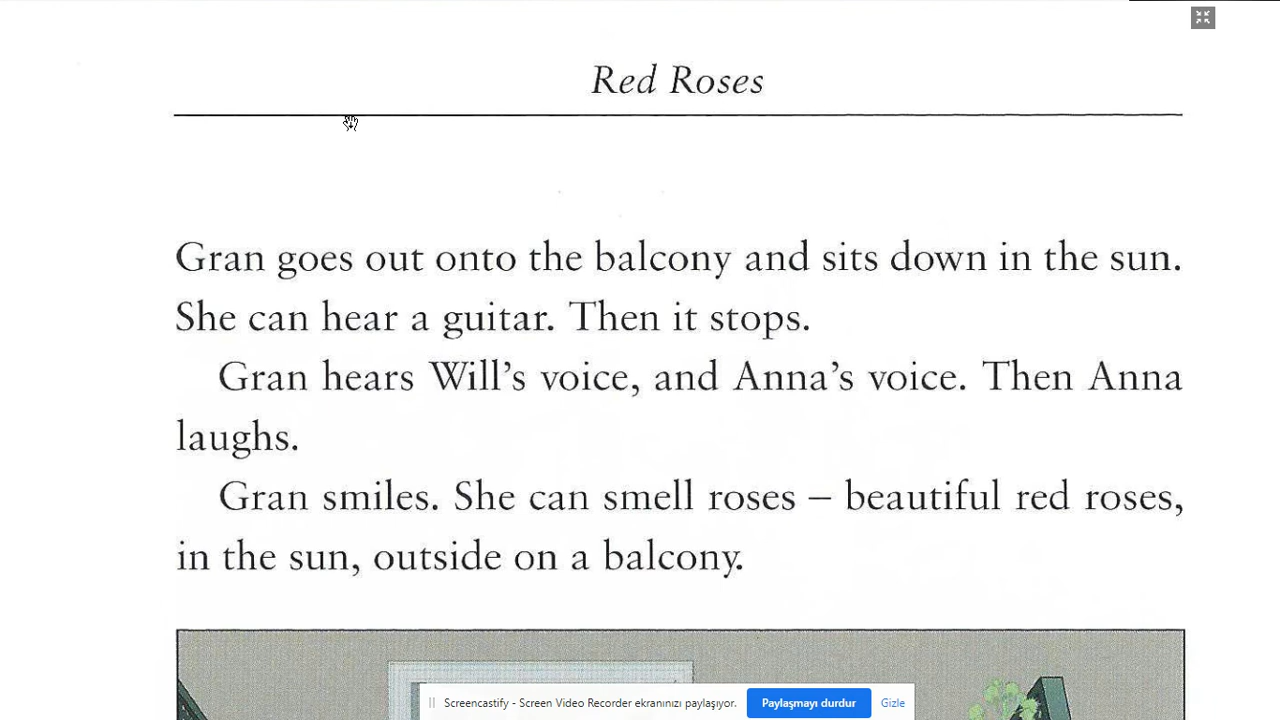 Red Roses
Gran goes out onto the balcony and sits down in the sun.
She can hear a guitar. Then it stops.
Gran hears Will's voice, and Anna's voice. Then Anna
laughs.
Gran smiles. She can smell roses – beautiful red roses,
in the sun, outside on a balcony.
Screencastify - Screen Video Recorder ekranınızı paylaşıyor.
Paylaşmayı durdur
Gizle